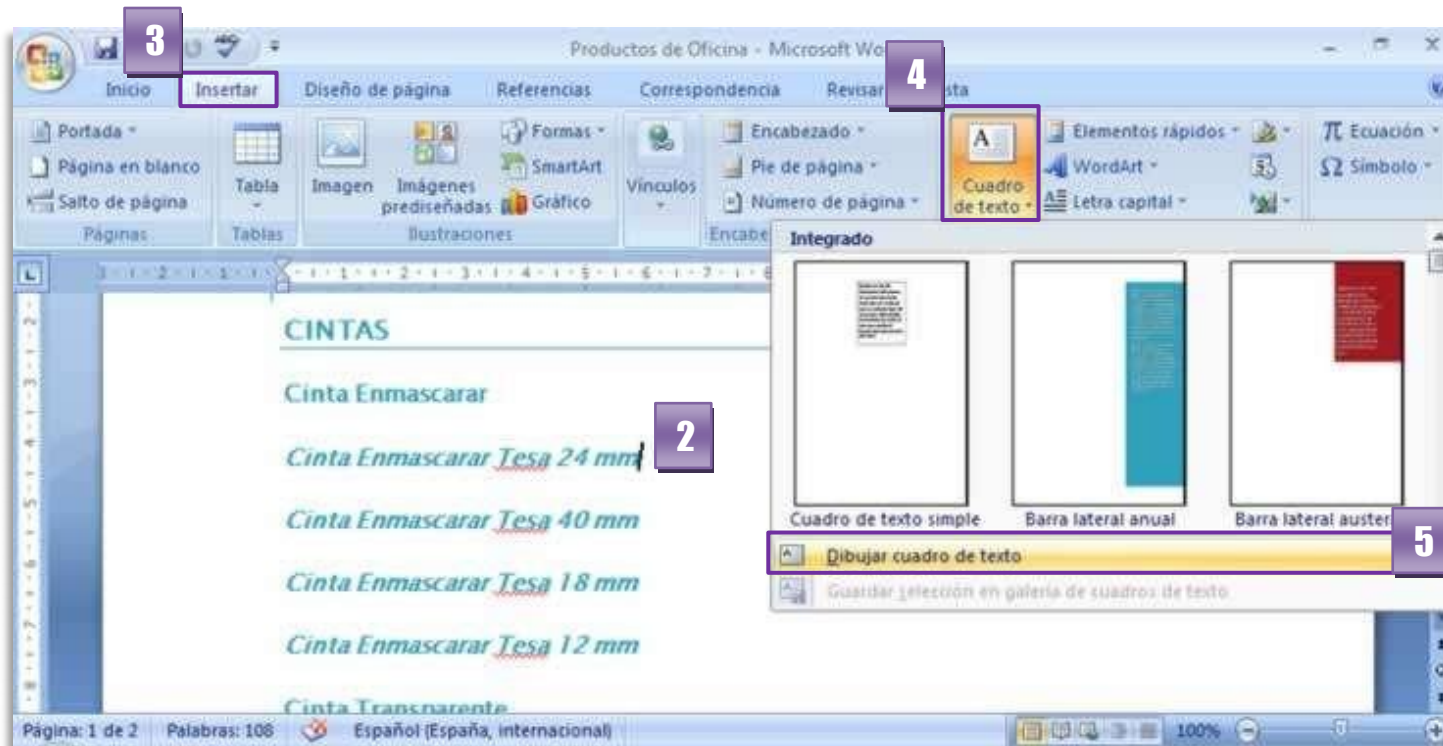 3
Productos de Oficina - Microsoft Wo
4
Inicio Insertar Diseño de página Referencias Correspondencia Revisar sta
Portada
Página en blanco
Salto de página
Páginas
Tabla
Tablas
Imagen
Imágenes prediseñadas
Formas
SmartArt
Gráfico
Ilustraciones
Vínculos
Encabezado
Pie de página
Número de página
Encabe
A
Cuadro de texto
Elementos rápidos
WordArt
Letra capital
π Ecuación
Ω Símbolo
Integrado
Cuadro de texto simple Barra lateral anual Barra lateral auster
Dibujar cuadro de texto
5
Guardar selección en galería de cuadros de texto
CINTAS
Cinta Enmascarar
Cinta Enmascarar Tesa 24 mm
2
Cinta Enmascarar Tesa 40 mm
Cinta Enmascarar Tesa 18 mm
Cinta Enmascarar Tesa 12 mm
Cinta Transparente
Página: 1 de 2 Palabras: 108 Español (España, internacional) 100%